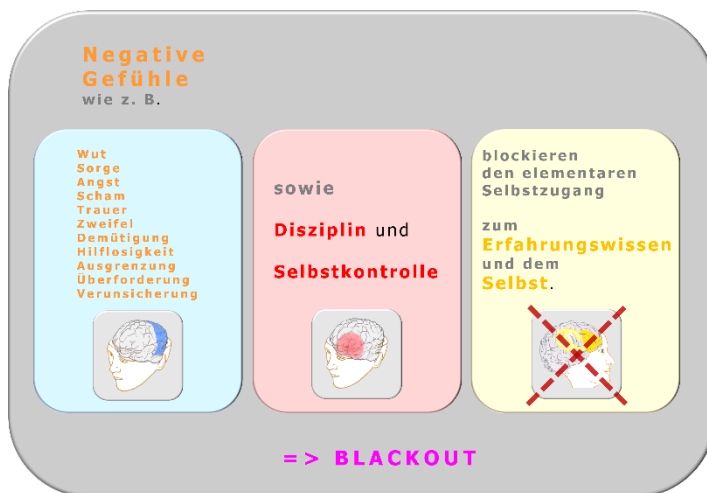 Negative
Gefühle
wie z. B.
Wut
Sorge
Angst
Scham
Trauer
Zweifel
Demütigung
Hilflosigkeit
Ausgrenzung
Überforderung
Verunsicherung
sowie
Disziplin und
Selbstkontrolle
blockieren
den elementaren
Selbstzugang
zum
Erfahrungswissen
und dem
Selbst.
=> BLACKOUT